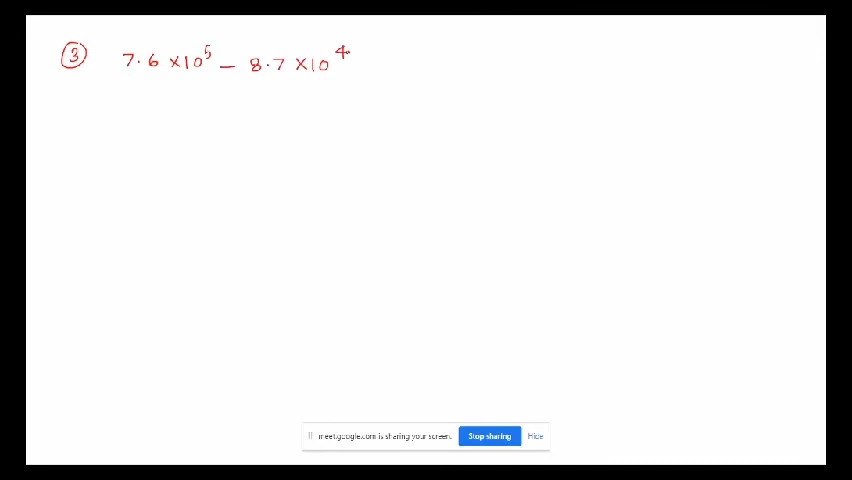 ③ 7.6 ×10⁵ – 8.7 ×10⁴
meet.google.com is sharing your screen. Stop sharing Hide